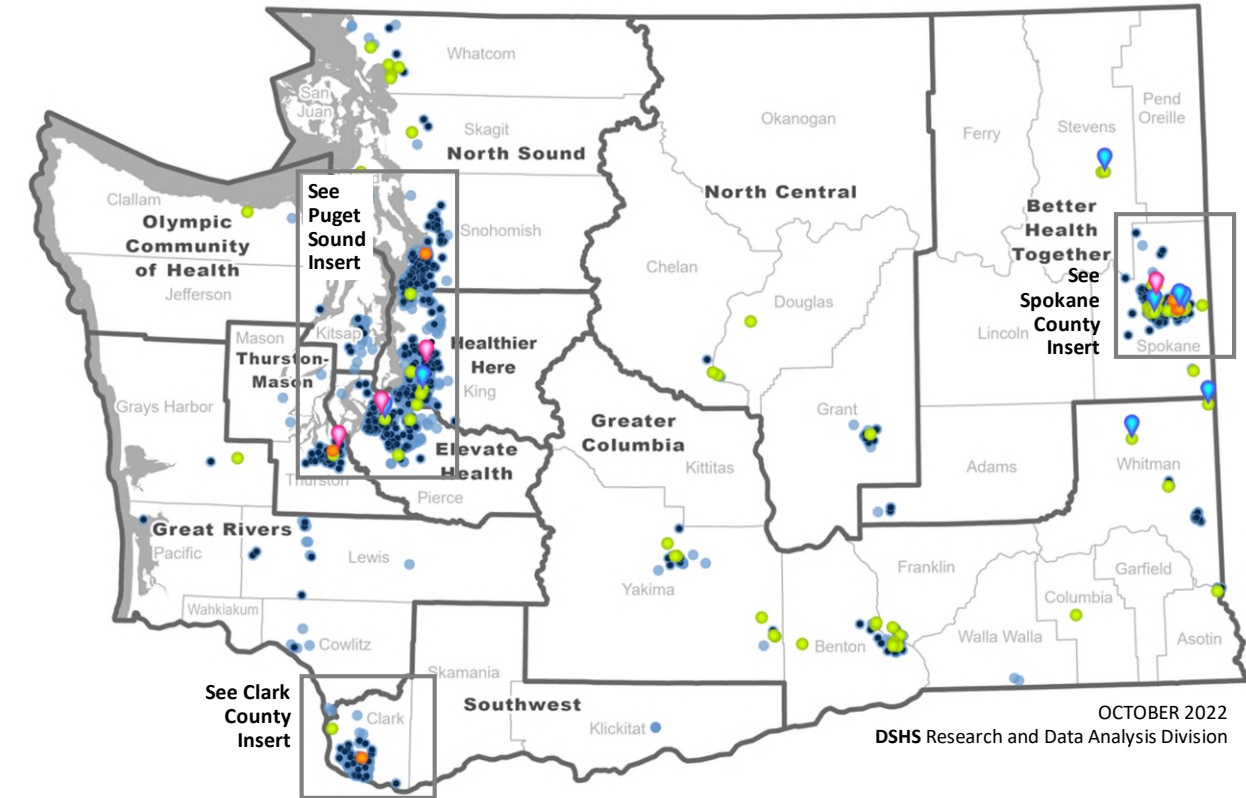 Whatcom
San
Juan
Skagit
North Sound
Okanogan
Ferry
Stevens
Pend
Oreille
Clallam
Olympic
Community
of Health
Jefferson
See
Puget
Sound
Insert
Snohomish
North Central
Chelan
Douglas
Better
Health
Together
See
Spokane
County
Insert
Lincoln
Spokane
Mason
Thurston-
Mason
Kitsap
Healthier
Here
King
Grays Harbor
Greater
Columbia
Kittitas
Grant
Adams
Whitman
Elevate
Health
Thurston
Pierce
Great Rivers
Pacific
Lewis
Yakima
Franklin
Garfield
Columbia
Wahkiakum
Cowlitz
Benton
Walla Walla
Asotin
Skamania
See Clark
County
Insert
Clark
Southwest
Klickitat
OCTOBER 2022
DSHS Research and Data Analysis Division